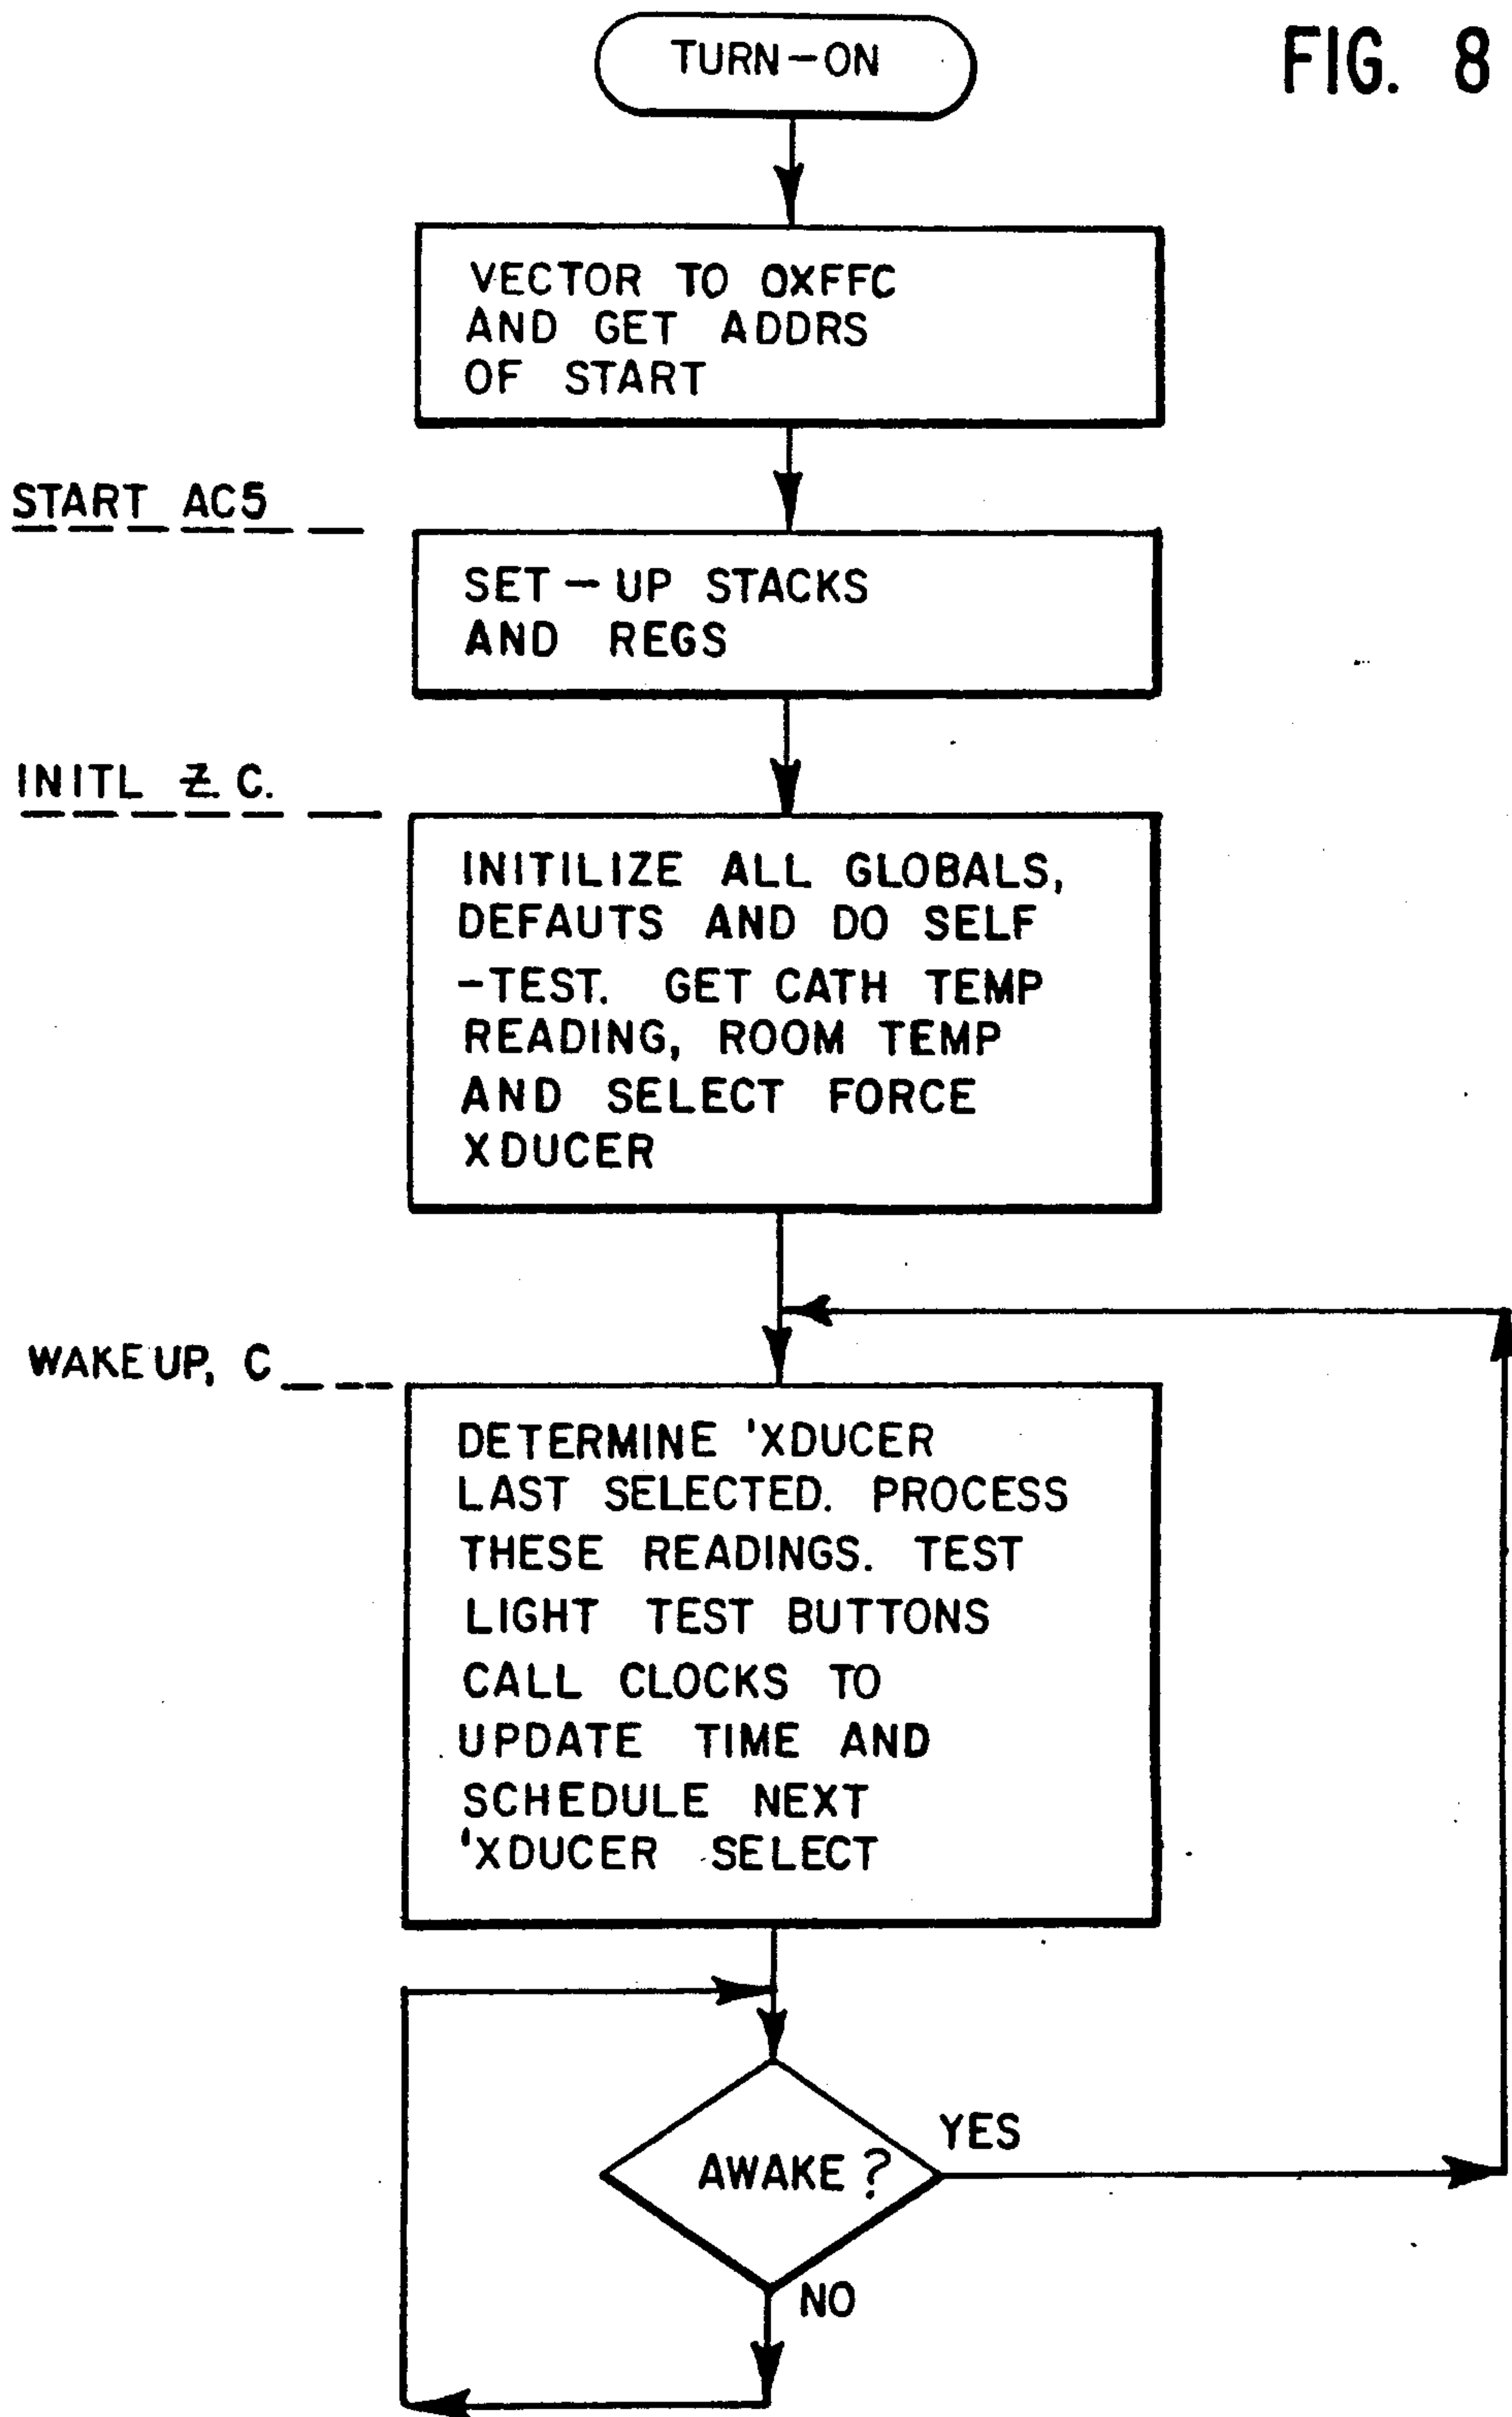 FIG. 8
TURN-ON
VECTOR TO OXFFC
AND GET ADDRS
OF START
START AC5
SET-UP STACKS
AND REGS
INITL Z C.
INITILIZE ALL GLOBALS,
DEFAUTS AND DO SELF
-TEST. GET CATH TEMP
READING, ROOM TEMP
AND SELECT FORCE
XDUCER
WAKEUP, C
DETERMINE 'XDUCER
LAST SELECTED. PROCESS
THESE READINGS. TEST
LIGHT TEST BUTTONS
CALL CLOCKS TO
UPDATE TIME AND
SCHEDULE NEXT
'XDUCER SELECT
AWAKE?
YES
NO